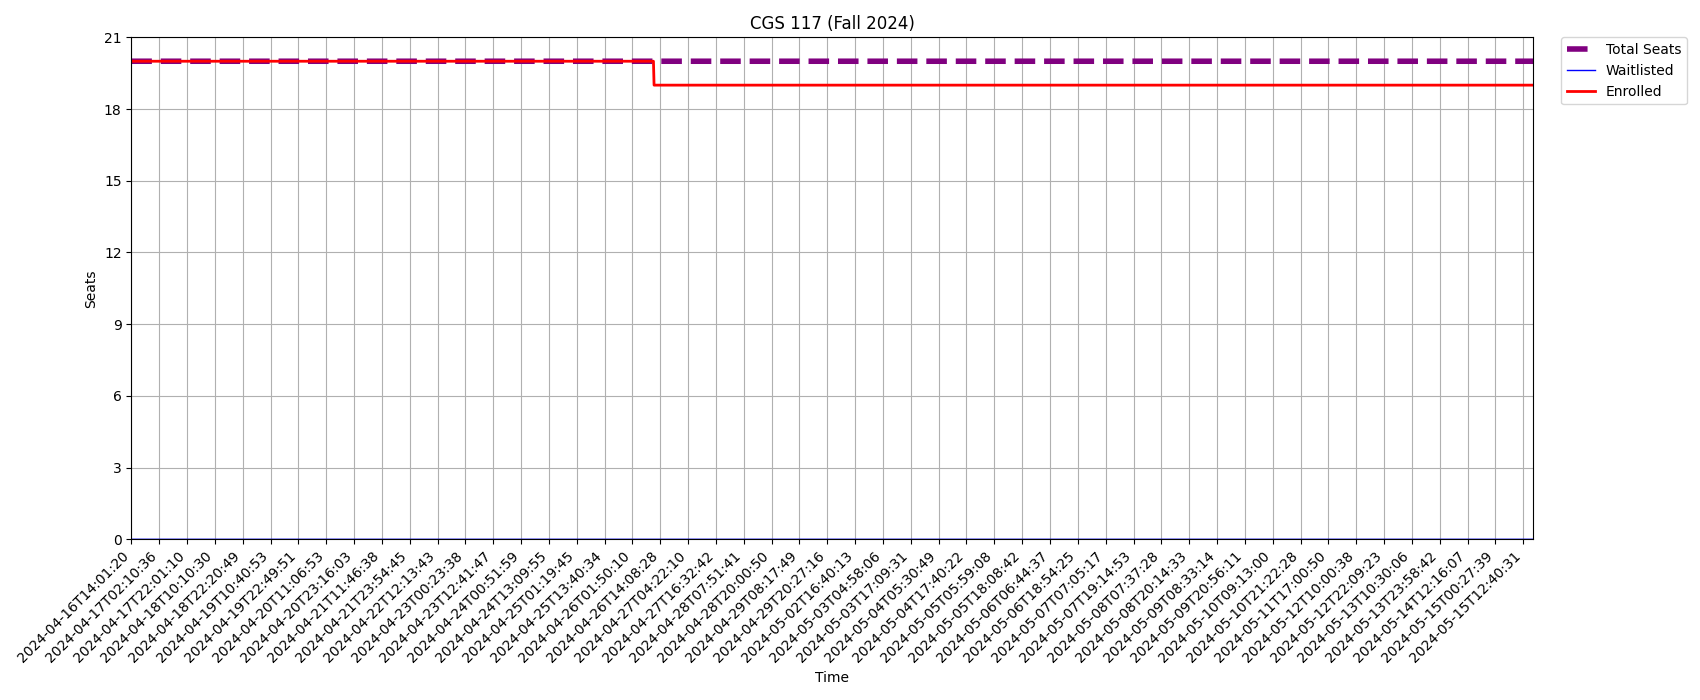 CGS 117 (Fall 2024)
Total Seats
Waitlisted
Enrolled
21
18
15
12
9
6
3
0
Seats
2024-04-16T14:01:20
2024-04-17T02:10:36
2024-04-17T22:01:10
2024-04-18T10:10:30
2024-04-18T22:20:49
2024-04-19T10:40:53
2024-04-19T22:49:51
2024-04-20T11:06:53
2024-04-20T23:16:03
2024-04-21T11:46:38
2024-04-21T23:54:45
2024-04-22T12:13:43
2024-04-23T00:23:38
2024-04-23T12:41:47
2024-04-24T00:51:59
2024-04-24T13:09:55
2024-04-25T01:19:45
2024-04-25T13:40:34
2024-04-26T01:50:10
2024-04-26T14:08:28
2024-04-27T04:22:10
2024-04-27T16:32:42
2024-04-28T07:51:41
2024-04-28T20:00:50
2024-04-29T08:17:49
2024-04-29T20:27:16
2024-05-02T16:40:13
2024-05-03T04:58:06
2024-05-03T17:09:31
2024-05-04T05:30:49
2024-05-04T17:40:22
2024-05-05T05:59:08
2024-05-05T18:08:42
2024-05-06T06:44:37
2024-05-06T18:54:25
2024-05-07T07:05:17
2024-05-07T19:14:53
2024-05-08T07:37:28
2024-05-08T20:14:33
2024-05-09T08:33:14
2024-05-09T20:56:11
2024-05-10T09:13:00
2024-05-10T21:22:28
2024-05-11T17:00:50
2024-05-12T10:00:38
2024-05-12T22:09:23
2024-05-13T10:30:06
2024-05-13T23:58:42
2024-05-14T12:16:07
2024-05-15T00:27:39
2024-05-15T12:40:31
Time